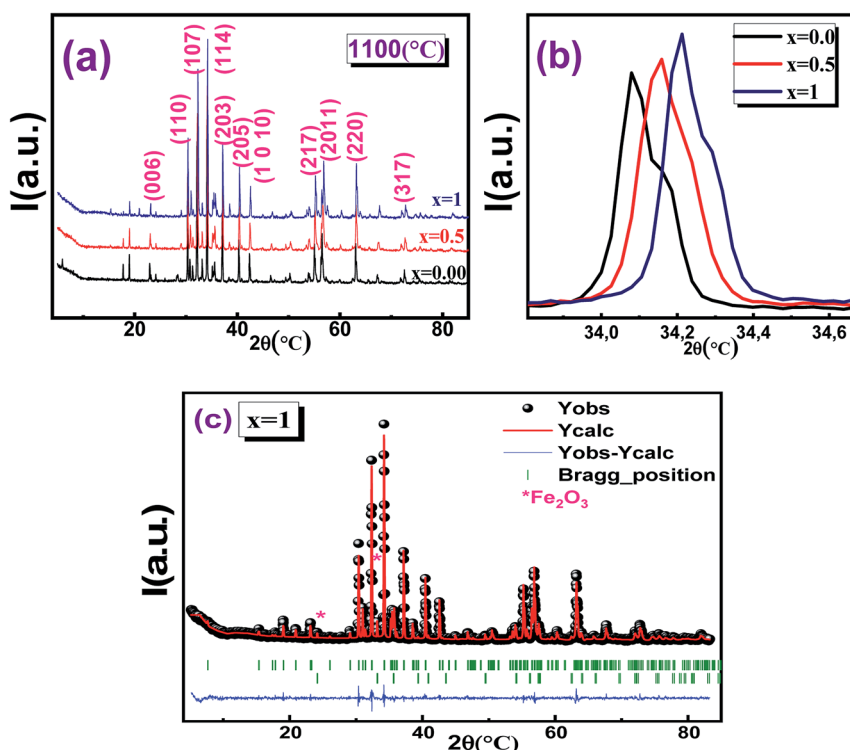 (a)
1100(°C)
I(a.u.)
(006)
(110)
(107)
(114)
(203)
(205)
(1 0 10)
(217)
(2011)
(220)
(317)
x=1
x=0.5
x=0.00
20
40
60
80
2θ(°C)
(b)
x=0.0
x=0.5
x=1
I(a.u.)
34,0
34,2
34,4
34,6
2θ(°C)
(c)
x=1
Yobs
Ycalc
Yobs-Ycalc
Bragg_position
*Fe₂O₃
*
*
I(a.u.)
20
40
60
80
2θ(°C)